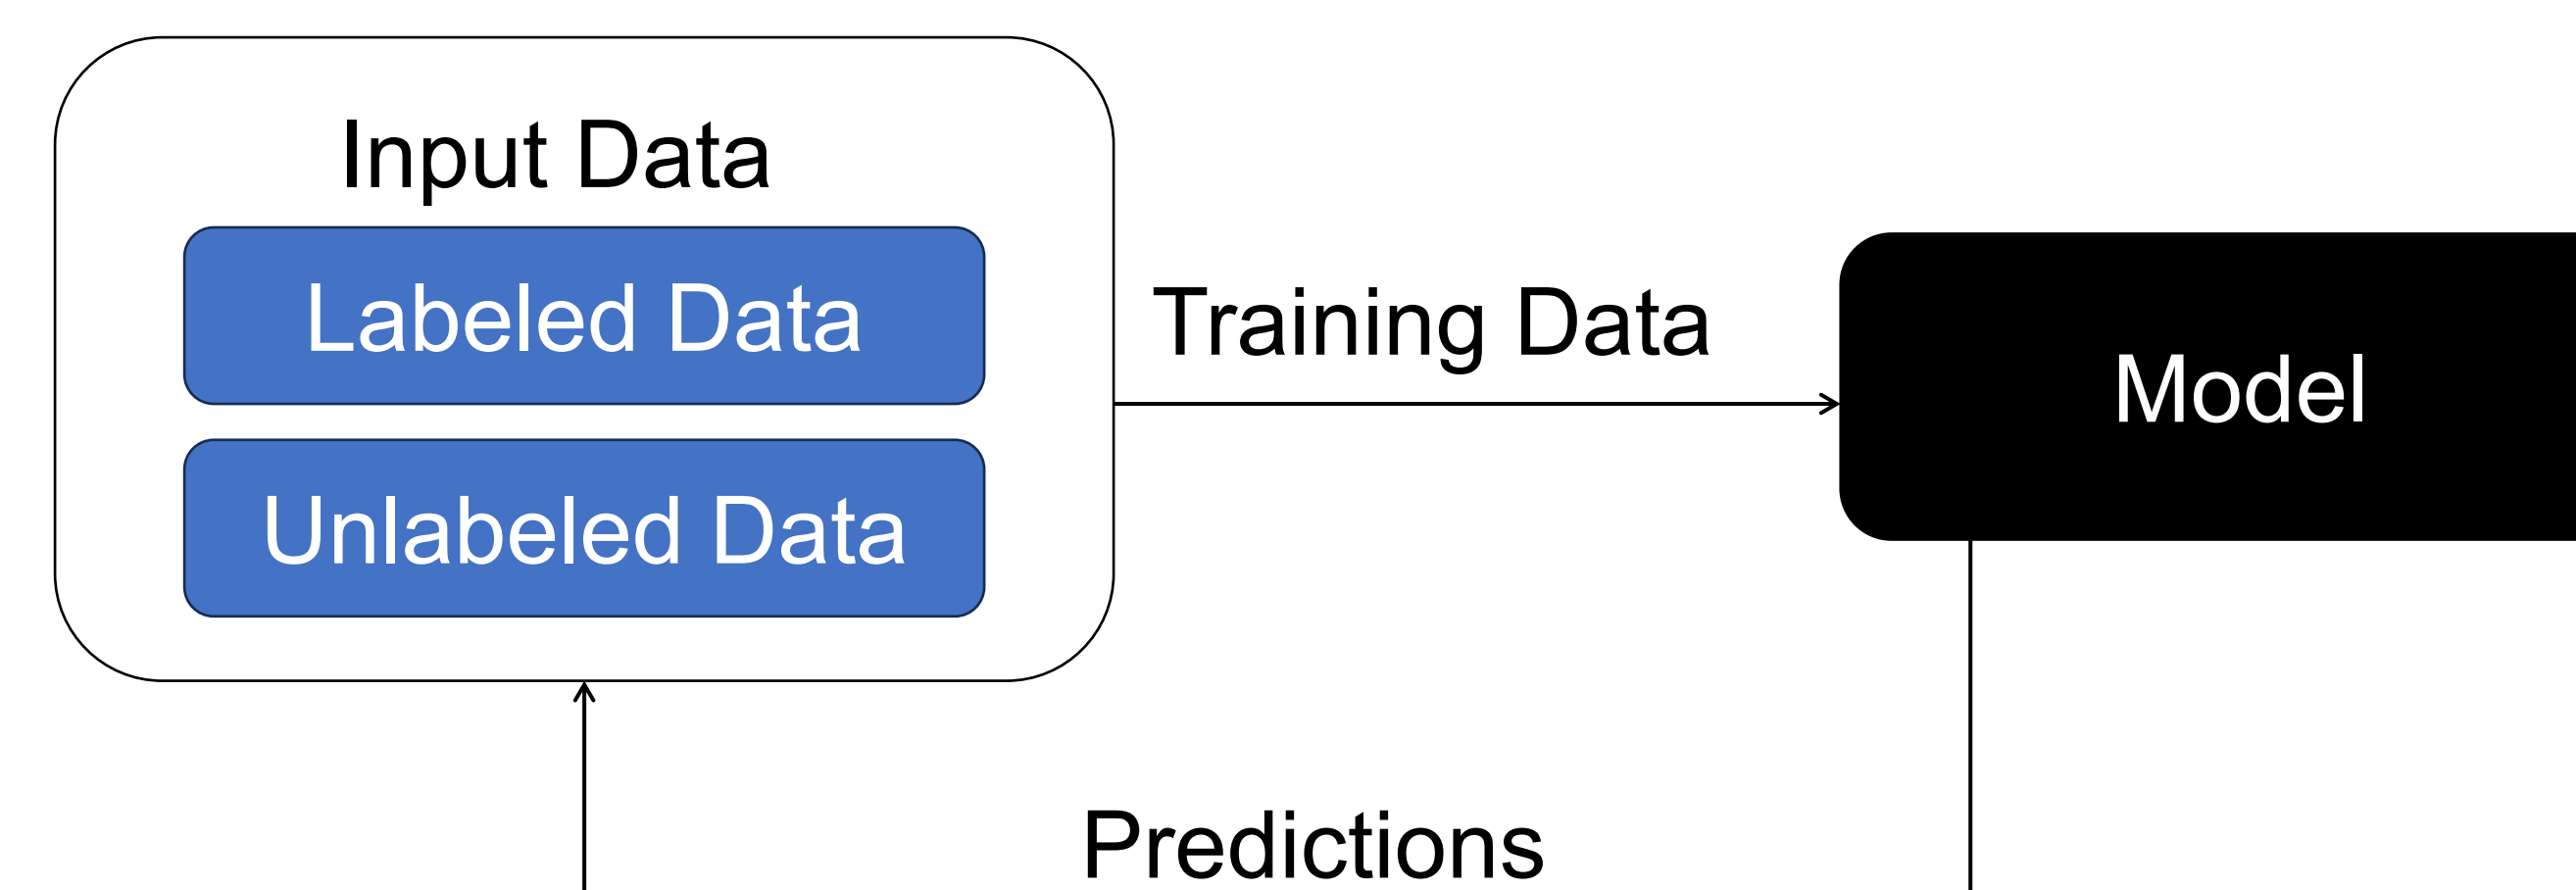 Input Data
Labeled Data
Unlabeled Data
Training Data
Model
Predictions